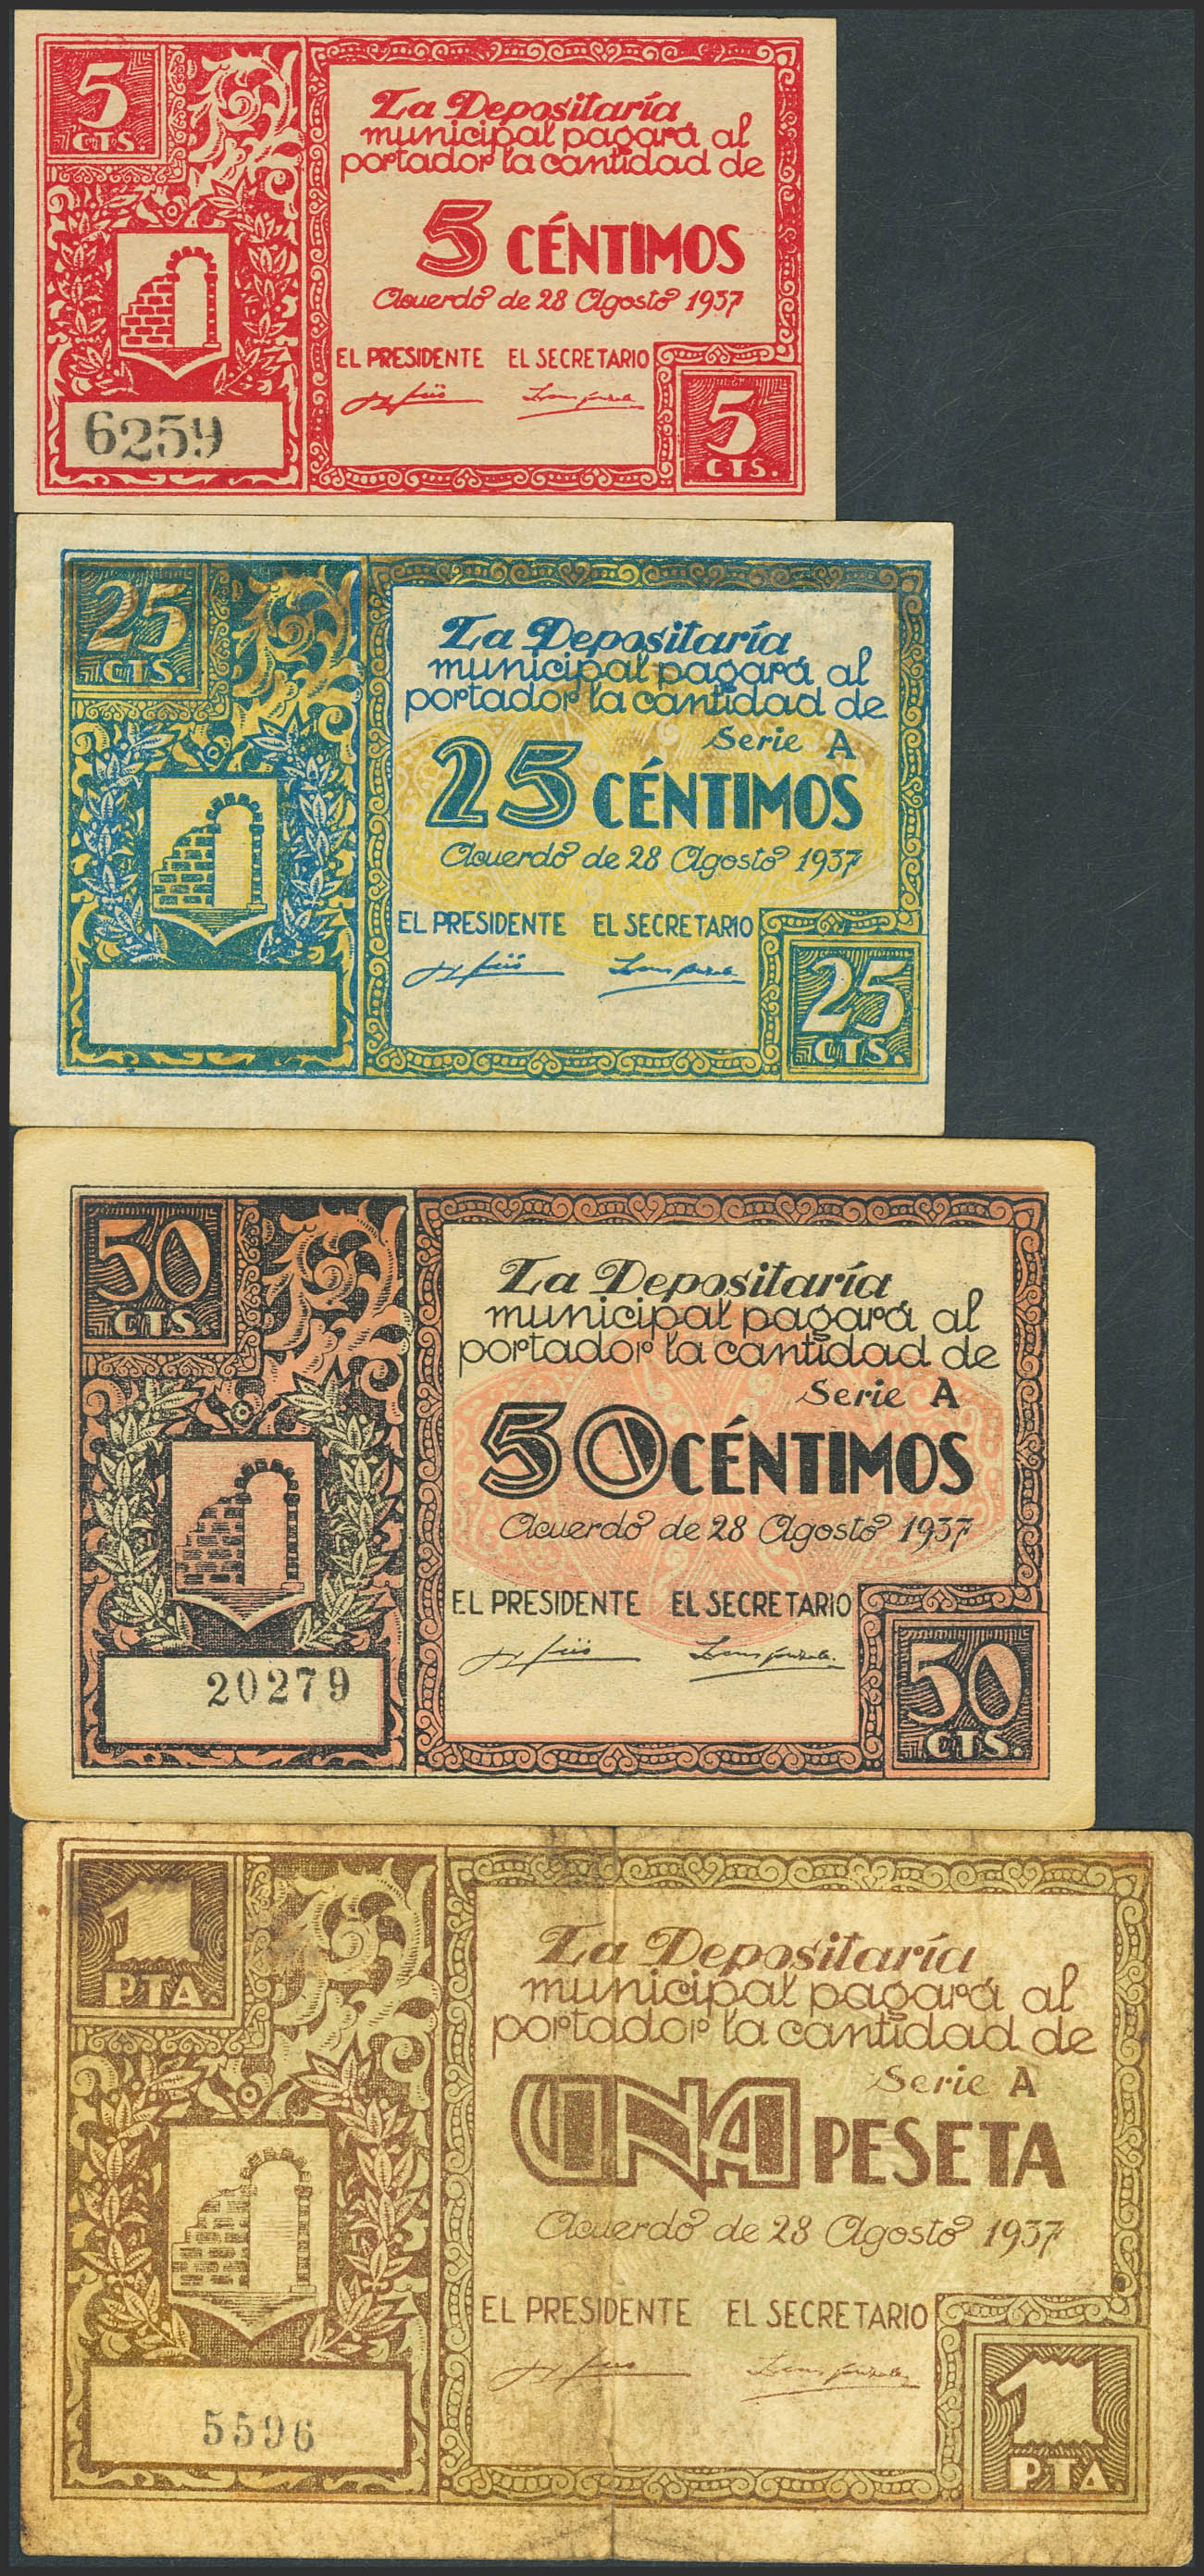 5
CTS.
La Depositaría
municipal pagará al
portador la cantidad de
5 CÉNTIMOS
Acuerdo de 28 Agosto 1937
EL PRESIDENTE EL SECRETARIO
6259
5
CTS.
25
CTS.
La Depositaría
municipal pagará al
portador la cantidad de
Serie A
25 CÉNTIMOS
Acuerdo de 28 Agosto 1937
EL PRESIDENTE EL SECRETARIO
25
CTS.
50
CTS.
La Depositaría
municipal pagará al
portador la cantidad de
Serie A
50 CÉNTIMOS
Acuerdo de 28 Agosto 1937
EL PRESIDENTE EL SECRETARIO
20279
50
CTS.
1
PTA.
La Depositaría
municipal pagará al
portador la cantidad de
Serie A
UNA PESETA
Acuerdo de 28 Agosto 1937
EL PRESIDENTE EL SECRETARIO
5596
1
PTA.